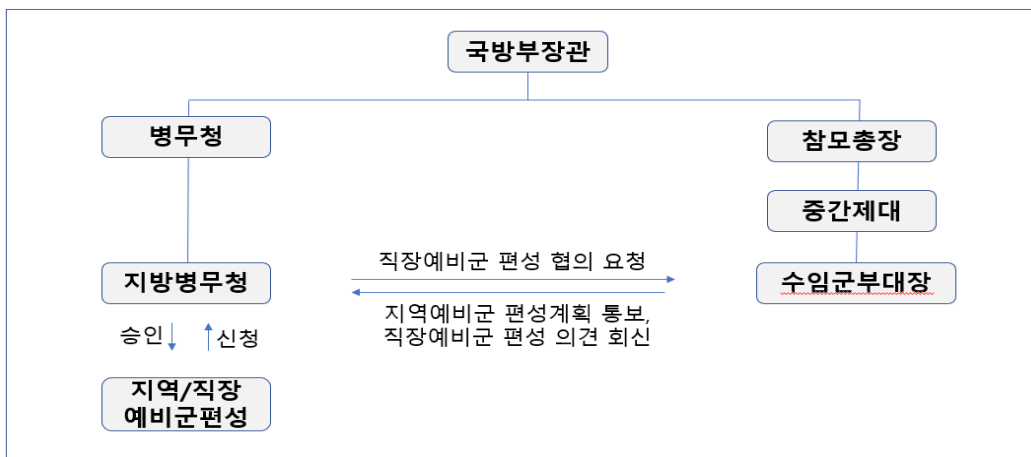 국방부장관
병무청
참모총장
중간제대
지방병무청
직장예비군 편성 협의 요청
수임군부대장
지역예비군 편성계획 통보,
직장예비군 편성 의견 회신
승인
신청
지역/직장
예비군편성